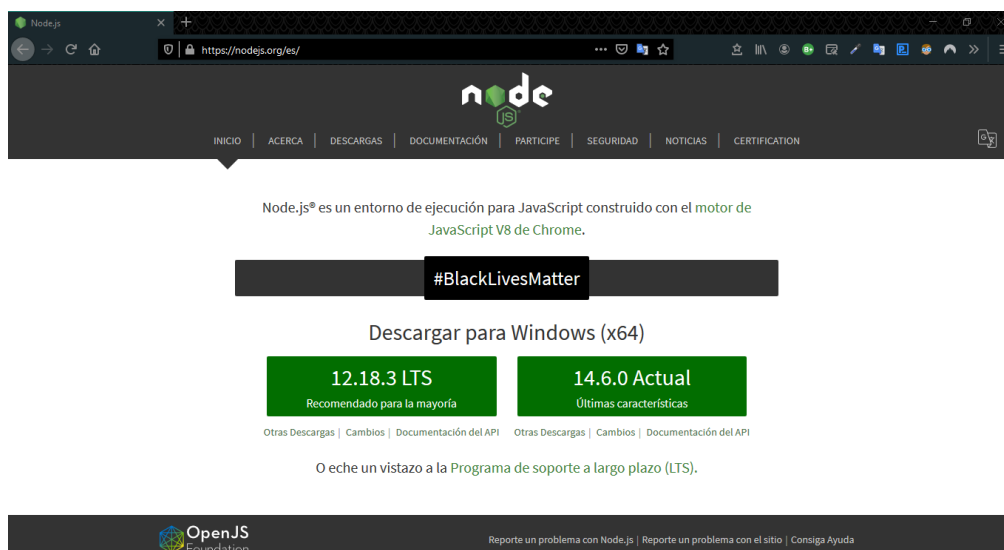 Node.js
https://nodejs.org/es/
node
JS
INICIO | ACERCA | DESCARGAS | DOCUMENTACIÓN | PARTICIPE | SEGURIDAD | NOTICIAS | CERTIFICATION
Node.js® es un entorno de ejecución para JavaScript construido con el motor de
JavaScript V8 de Chrome.
#BlackLivesMatter
Descargar para Windows (x64)
12.18.3 LTS
Recomendado para la mayoría
14.6.0 Actual
Últimas características
Otras Descargas | Cambios | Documentación del API
Otras Descargas | Cambios | Documentación del API
O eche un vistazo a la Programa de soporte a largo plazo (LTS).
OpenJS
Foundation
Reporte un problema con Node.js | Reporte un problema con el sitio | Consiga Ayuda